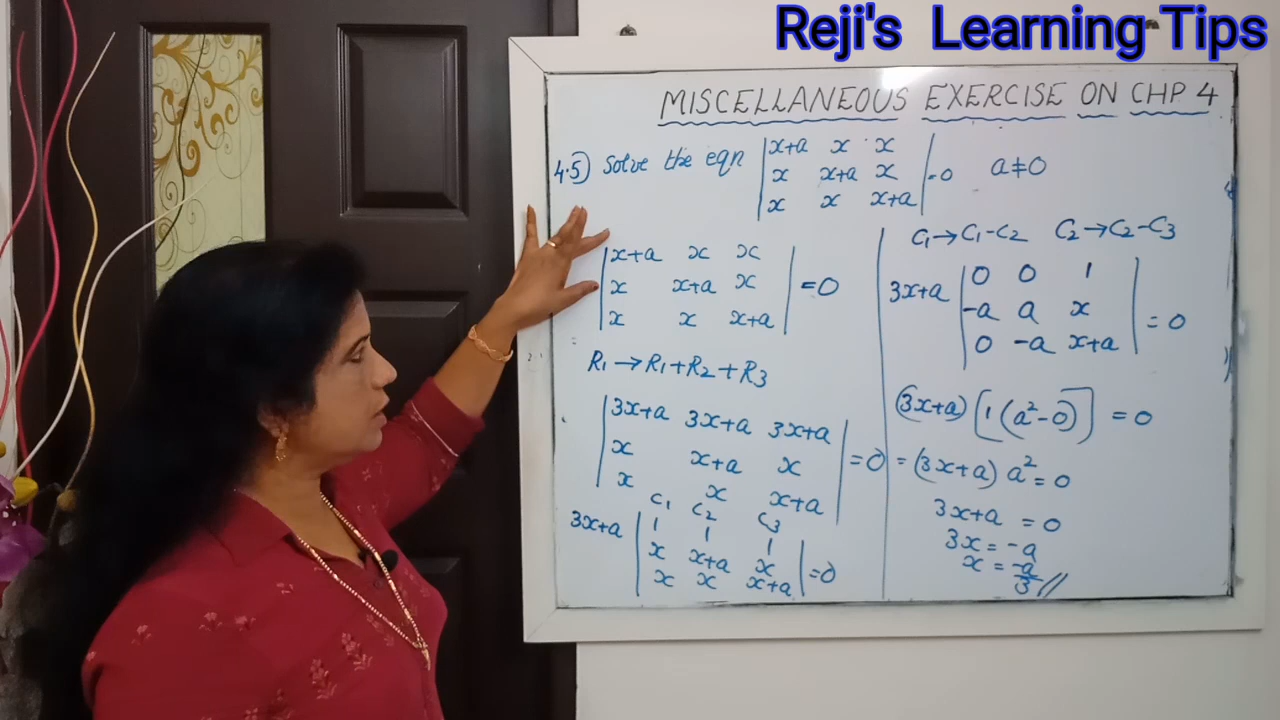 Reji's Learning Tips
MISCELLANEOUS EXERCISE ON CHP 4
4.5) Solve the eqn | x+a x x |
| x x+a x | = 0 a ≠ 0
| x x x+a |
| x+a x x |
| x x+a x | = 0
| x x x+a |
R₁ → R₁+R₂+R₃
| 3x+a 3x+a 3x+a |
| x x+a x | = 0
| x x x+a |
C₁ C₂ C₃
3x+a | 1 1 1 |
| x x+a x | = 0
| x x x+a |
C₁ → C₁-C₂ C₂ → C₂-C₃
3x+a | 0 0 1 |
| -a a x | = 0
| 0 -a x+a |
(3x+a) [1(a²-0)] = 0
= (3x+a) a² = 0
3x+a = 0
3x = -a
x = -a/3 //